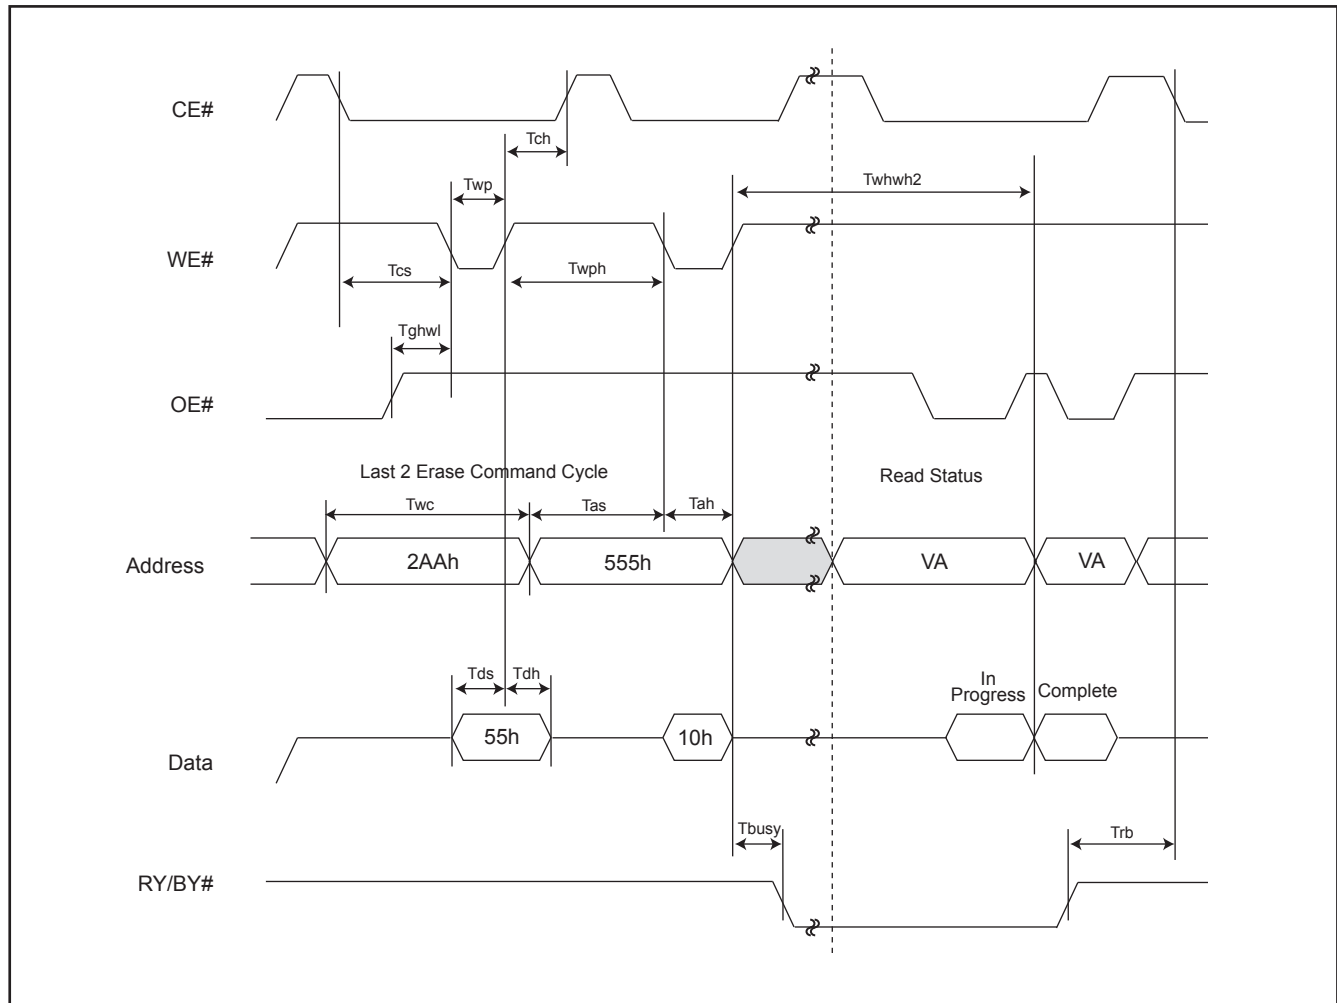 CE#
Tch
Twhwh2
Twp
WE#
Tcs
Twph
Tghwl
OE#
Last 2 Erase Command Cycle
Read Status
Twc
Tas
Tah
Address
2AAh
555h
VA
VA
Tds
Tdh
In
Progress
Complete
55h
10h
Data
Tbusy
Trb
RY/BY#